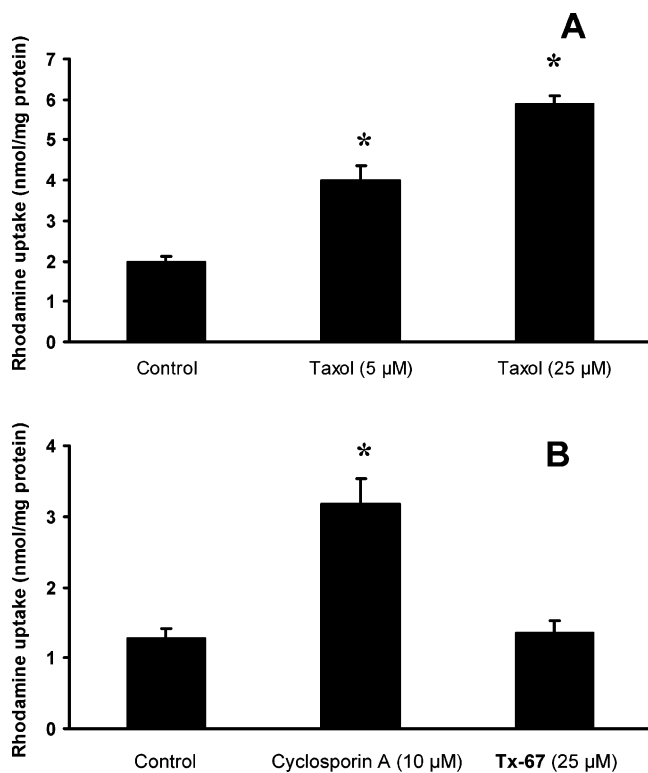 A
Rhodamine uptake (nmol/mg protein)
7
6
5
4
3
2
1
0
*
*
Control
Taxol (5 µM)
Taxol (25 µM)
B
Rhodamine uptake (nmol/mg protein)
4
3
2
1
0
*
Control
Cyclosporin A (10 µM)
Tx-67 (25 µM)